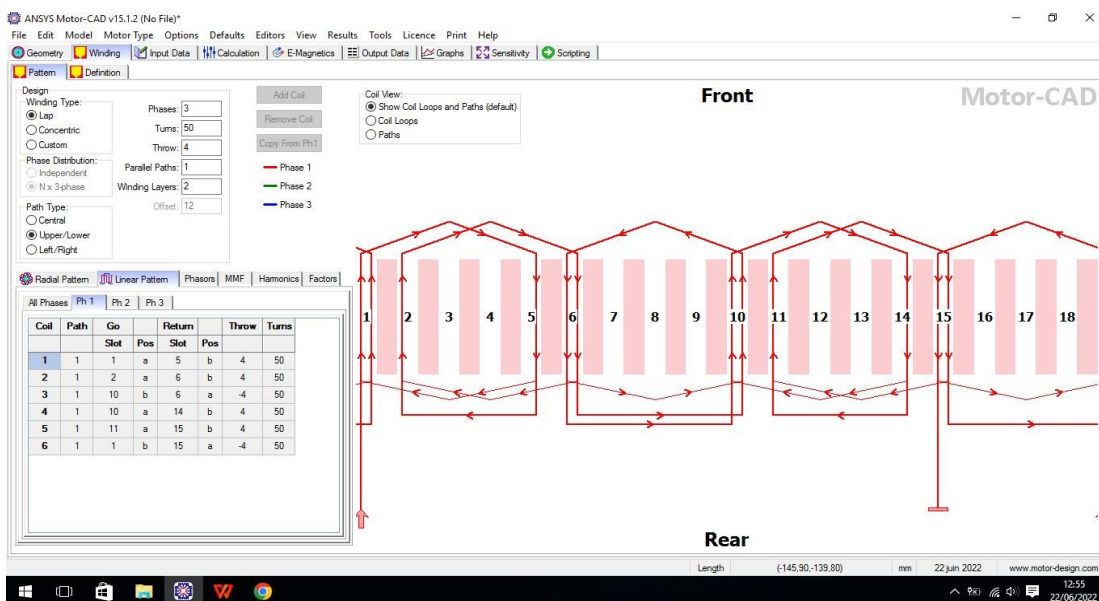 ANSYS Motor-CAD v15.1.2 (No File)*
File Edit Model Motor Type Options Defaults Editors View Results Tools Licence Print Help
Geometry Winding Input Data Calculation E-Magnetics Output Data Graphs Sensitivity Scripting
Pattern Definition
Design
Winding Type:
Lap
Concentric
Custom
Phase Distribution:
Independent
N x 3-phase
Path Type:
Central
Upper/Lower
Left/Right
Phases: 3
Turns: 50
Throw: 4
Parallel Paths: 1
Winding Layers: 2
Offset: 12
Add Coil
Remove Coil
Copy From Ph1
Phase 1
Phase 2
Phase 3
Coil View:
Show Coil Loops and Paths (default)
Coil Loops
Paths
Front
Motor-CAD
Radial Pattern Linear Pattern Phasors MMF Harmonics Factors
All Phases Ph 1 Ph 2 Ph 3
Coil Path Go Return Throw Turns
Slot Pos Slot Pos
1 1 1 a 5 b 4 50
2 1 2 a 6 b 4 50
3 1 10 b 6 a -4 50
4 1 10 a 14 b 4 50
5 1 11 a 15 b 4 50
6 1 1 b 15 a -4 50
1 2 3 4 5 6 7 8 9 10 11 12 13 14 15 16 17 18
Rear
Length (-145,90,-139,80) mm 22 juin 2022 www.motor-design.com
12:55
22/06/2022